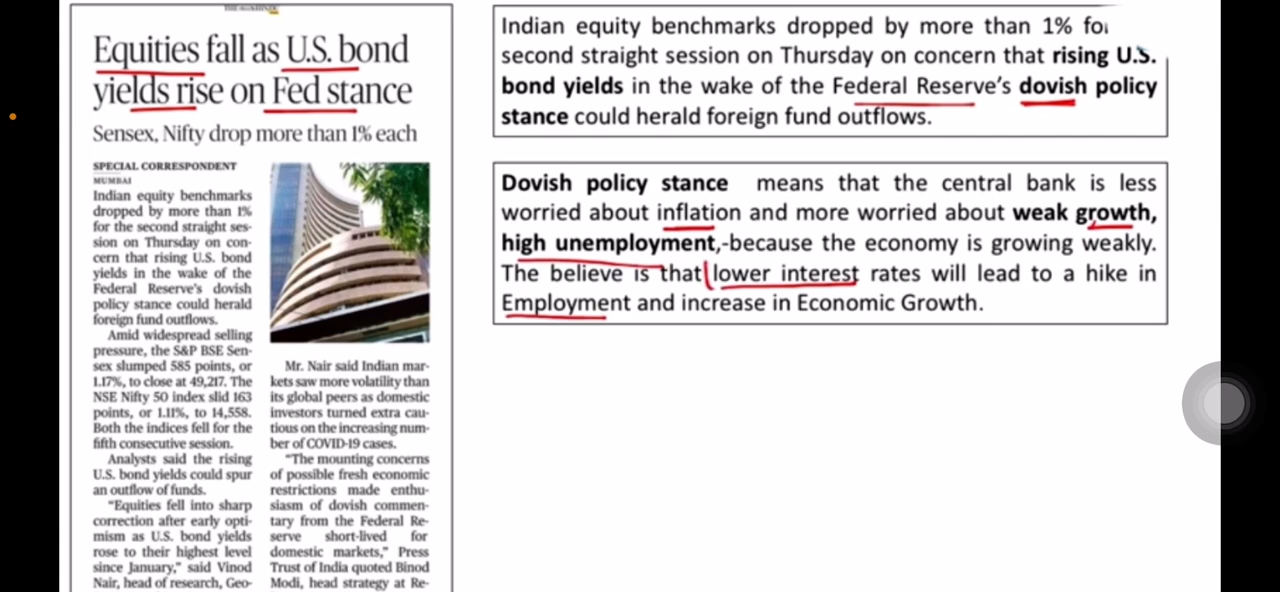 Equities fall as U.S. bond
yields rise on Fed stance
Sensex, Nifty drop more than 1% each
SPECIAL CORRESPONDENT
MUMBAI
Indian equity benchmarks
dropped by more than 1%
for the second straight ses-
sion on Thursday on con-
cern that rising U.S. bond
yields in the wake of the
Federal Reserve's dovish
policy stance could herald
foreign fund outflows.
Amid widespread selling
pressure, the S&P BSE Sen-
sex slumped 585 points, or
1.17%, to close at 49,217. The
NSE Nifty 50 index slid 163
points, or 1.11%, to 14,558.
Both the indices fell for the
fifth consecutive session.
Analysts said the rising
U.S. bond yields could spur
an outflow of funds.
"Equities fell into sharp
correction after early opti-
mism as U.S. bond yields
rose to their highest level
since January," said Vinod
Nair, head of research, Geo-
Mr. Nair said Indian mar-
kets saw more volatility than
its global peers as domestic
investors turned extra cau-
tious on the increasing num-
ber of COVID-19 cases.
"The mounting concerns
of possible fresh economic
restrictions made enthu-
siasm of dovish commen-
tary from the Federal Re-
serve short-lived for
domestic markets," Press
Trust of India quoted Binod
Modi, head strategy at Re-
Indian equity benchmarks dropped by more than 1%
second straight session on Thursday on concern that rising U.S.
bond yields in the wake of the Federal Reserve's dovish policy
stance could herald foreign fund outflows.
Dovish policy stance means that the central bank is less
worried about inflation and more worried about weak growth,
high unemployment,-because the economy is growing weakly.
The believe is that lower interest rates will lead to a hike in
Employment and increase in Economic Growth.